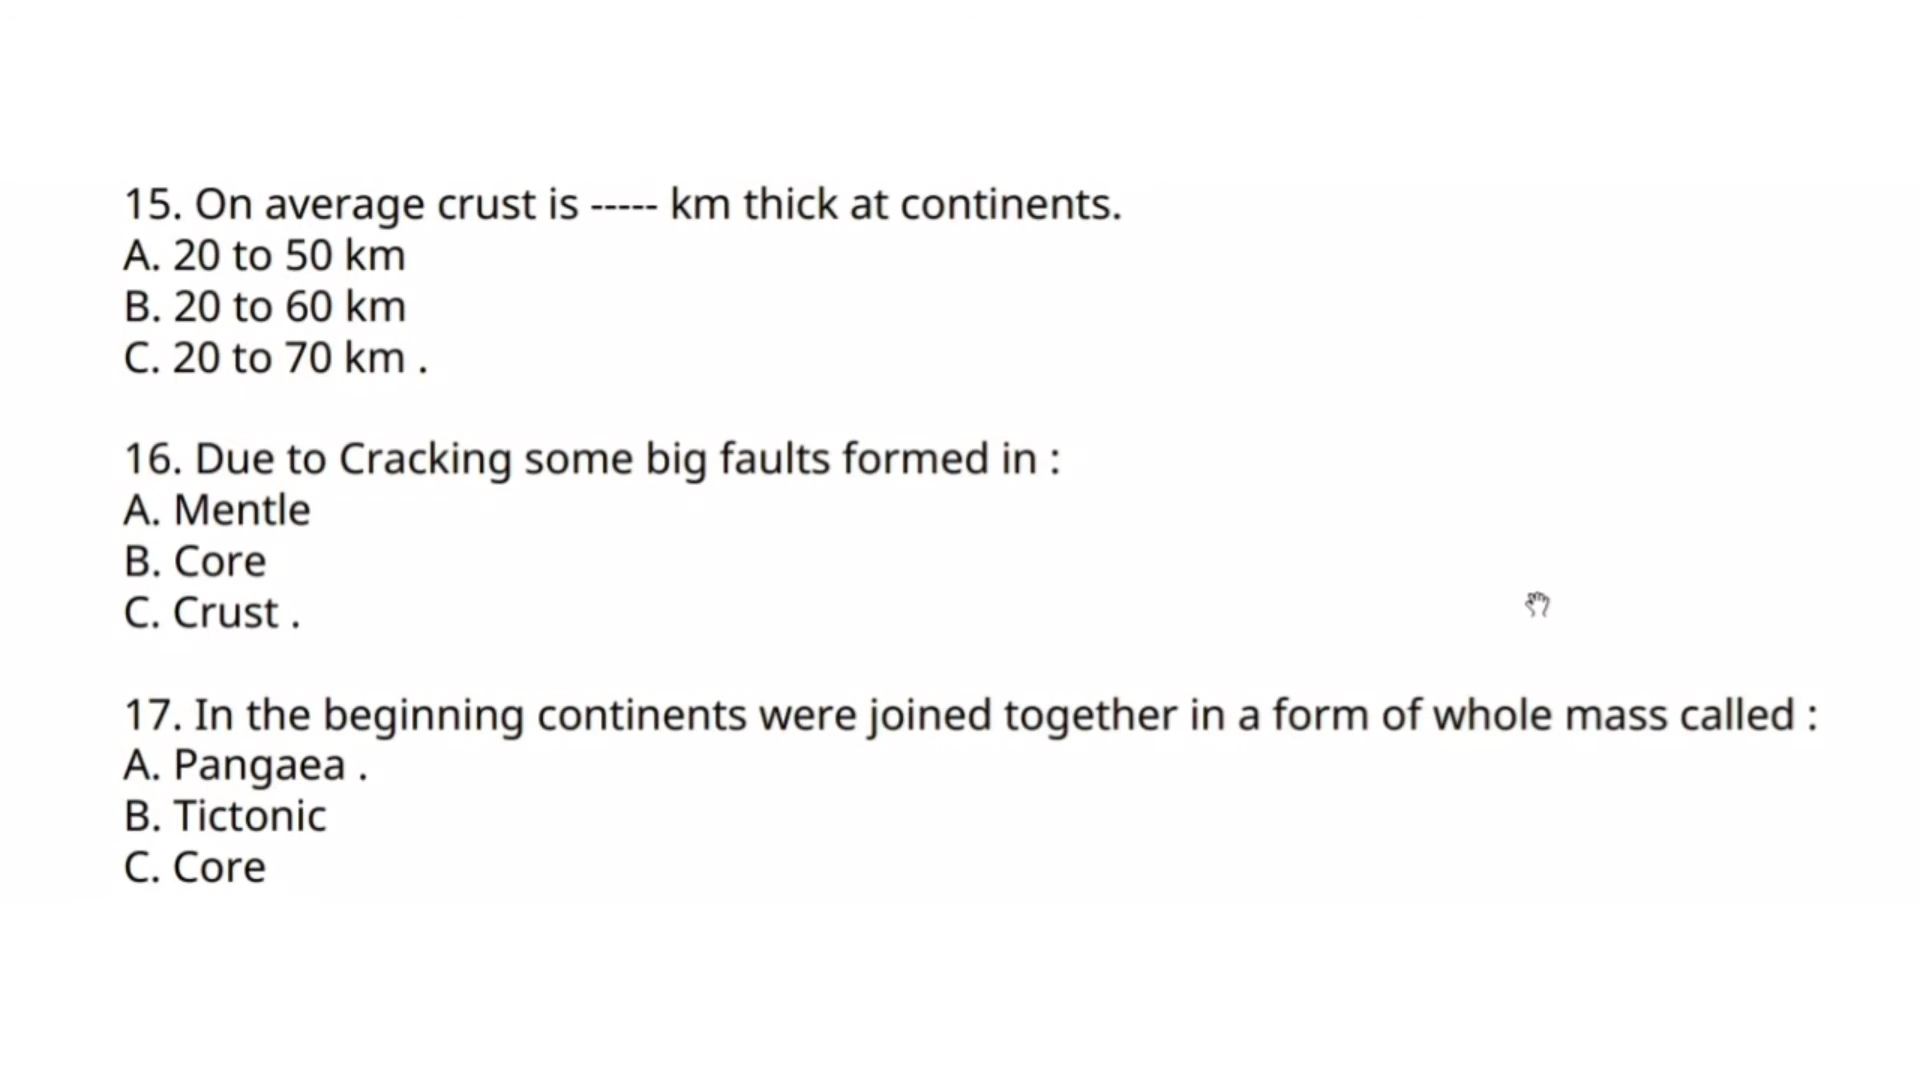 15. On average crust is ----- km thick at continents.
A. 20 to 50 km
B. 20 to 60 km
C. 20 to 70 km .
16. Due to Cracking some big faults formed in :
A. Mentle
B. Core
C. Crust .
17. In the beginning continents were joined together in a form of whole mass called :
A. Pangaea .
B. Tictonic
C. Core